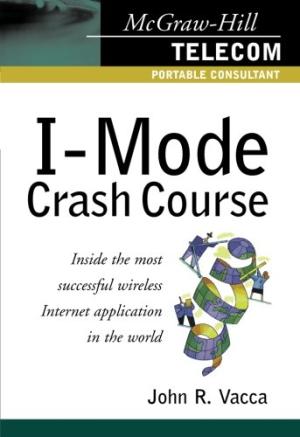 McGraw-Hill
TELECOM
PORTABLE CONSULTANT
I-Mode
Crash Course
Inside the most
successful wireless
Internet application
in the world
John R. Vacca